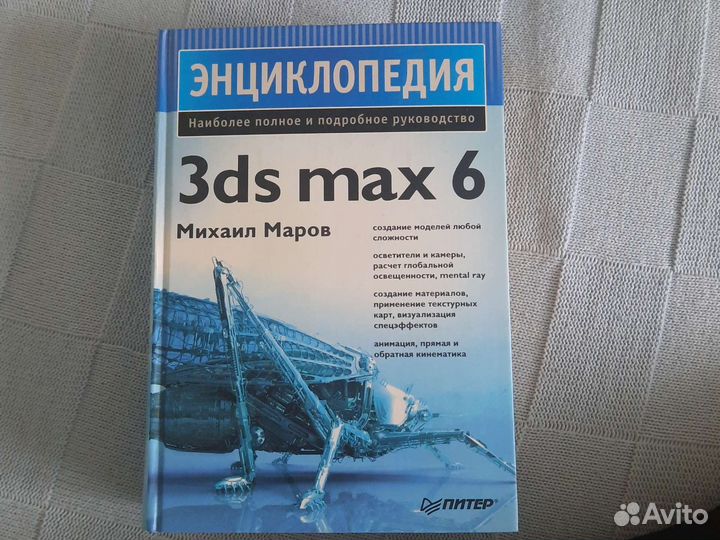 ЭНЦИКЛОПЕДИЯ
Наиболее полное и подробное руководство
3ds max 6
Михаил Маров
создание моделей любой
сложности
осветители и камеры,
расчет глобальной
освещенности, mental ray
создание материалов,
применение текстурных
карт, визуализация
спецэффектов
анимация, прямая и
обратная кинематика
ПИТЕР®
Avito